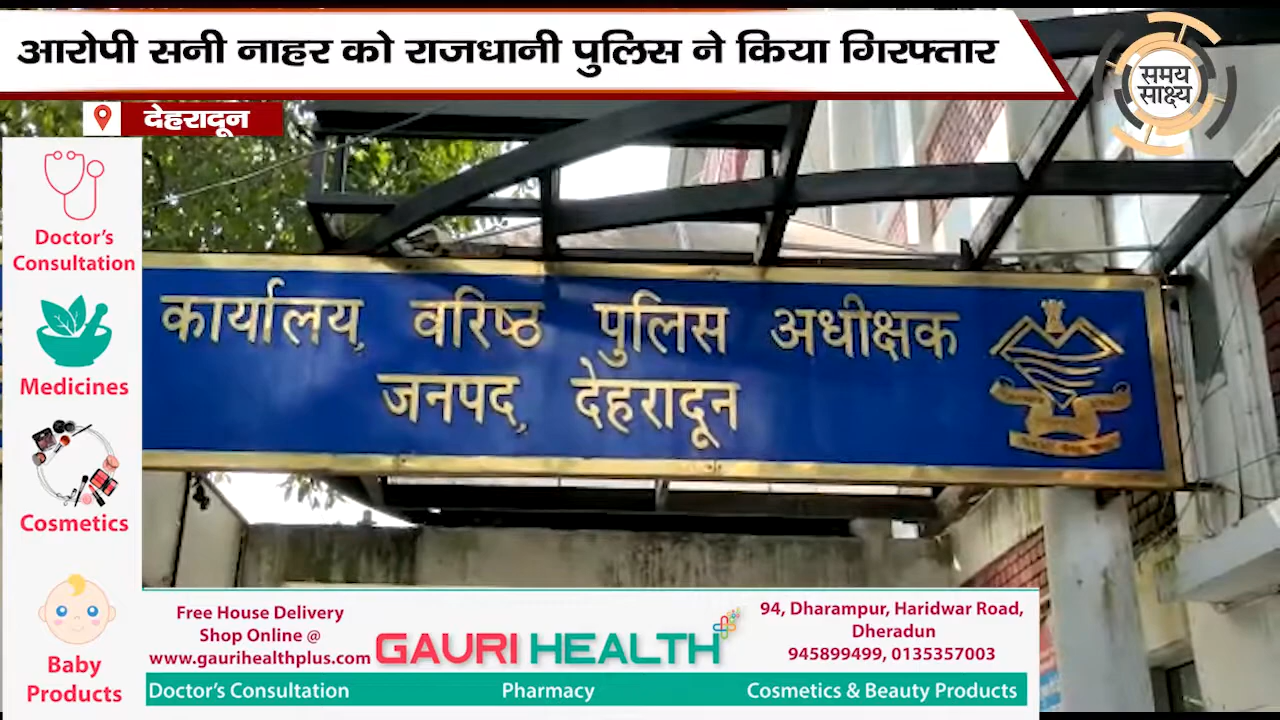 आरोपी सनी नाहर को राजधानी पुलिस ने किया गिरफ्तार
समय
साक्ष्य
देहरादून
कार्यालय, वरिष्ठ पुलिस अधीक्षक
जनपद, देहरादून
Doctor's
Consultation
Medicines
Cosmetics
Baby
Products
Free House Delivery
Shop Online @
www.gaurihealthplus.com
GAURI HEALTH
94, Dharampur, Haridwar Road,
Dheradun
945899499, 0135357003
Doctor's Consultation Pharmacy Cosmetics & Beauty Products